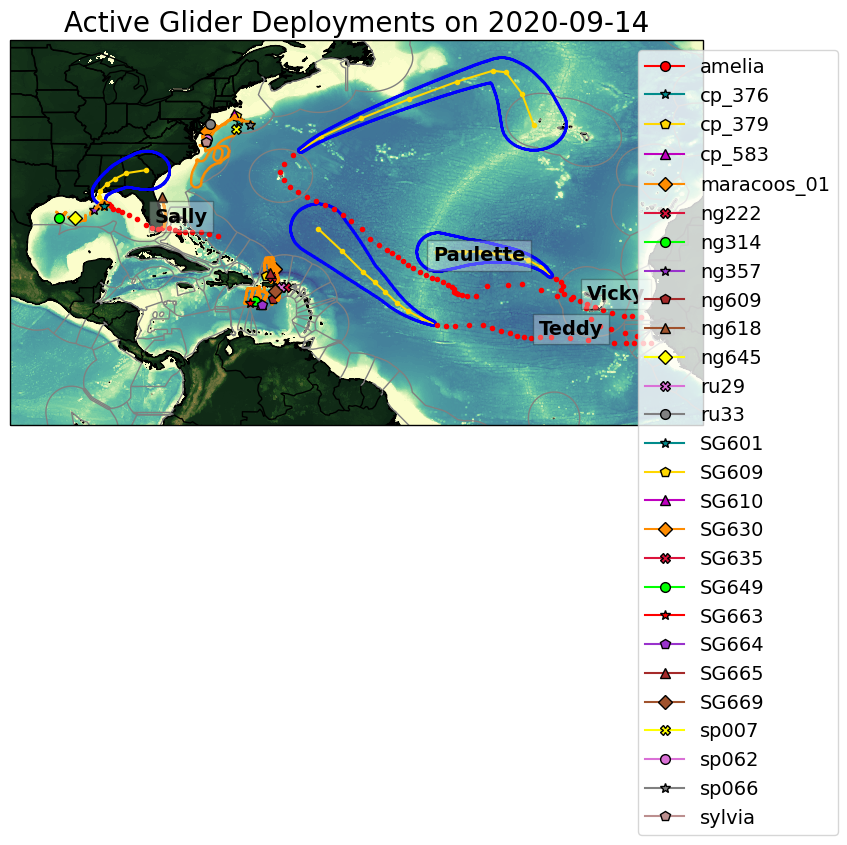 Active Glider Deployments on 2020-09-14
Sally
Paulette
Vicky
Teddy
amelia
cp_376
cp_379
cp_583
maracoos_01
ng222
ng314
ng357
ng609
ng618
ng645
ru29
ru33
SG601
SG609
SG610
SG630
SG635
SG649
SG663
SG664
SG665
SG669
sp007
sp062
sp066
sylvia